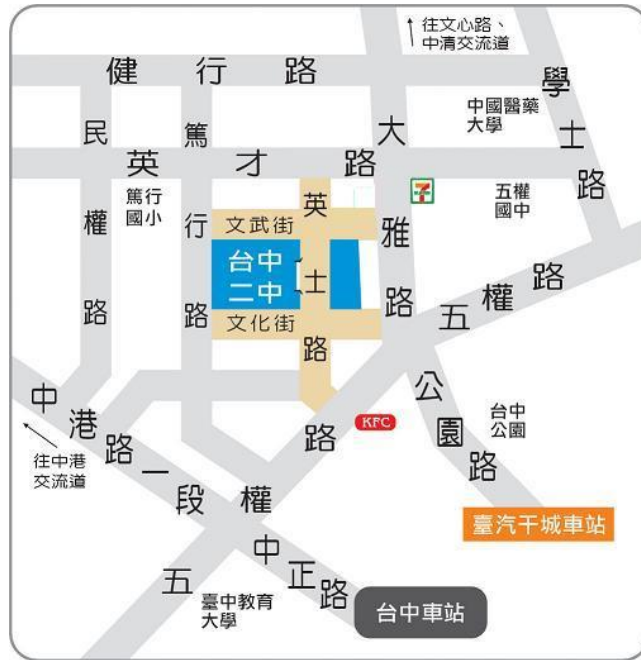 往文心路、
中清交流道
健行路
學士路
中國醫藥
大學
民權路
篤行路
大雅路
英才路
7
篤行
國小
英士路
五權
國中
文武街
台中
二中
五權路
文化街
中港路一段
公園路
台中
公園
KFC
往中港
交流道
五權路
臺汽干城車站
中正路
臺中教育
大學
台中車站